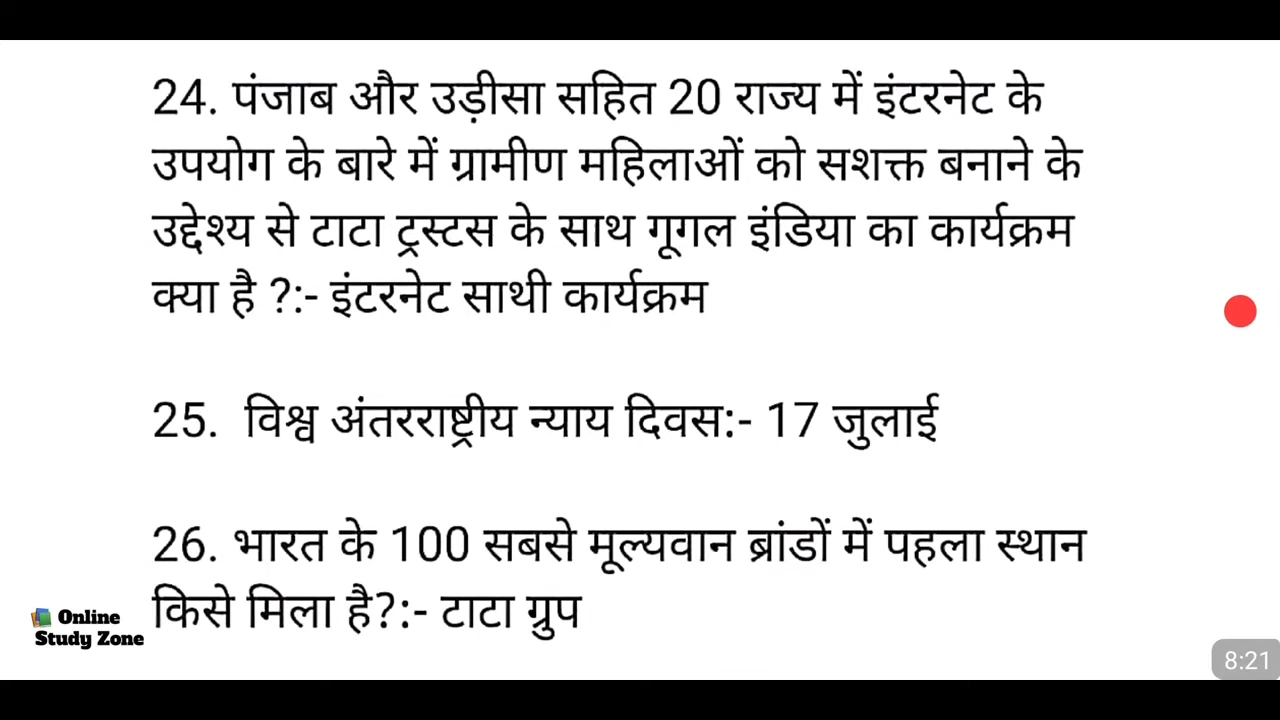 24. पंजाब और उड़ीसा सहित 20 राज्य में इंटरनेट के
उपयोग के बारे में ग्रामीण महिलाओं को सशक्त बनाने के
उद्देश्य से टाटा ट्रस्टस के साथ गूगल इंडिया का कार्यक्रम
क्या है ?:- इंटरनेट साथी कार्यक्रम
25. विश्व अंतरराष्ट्रीय न्याय दिवस:- 17 जुलाई
26. भारत के 100 सबसे मूल्यवान ब्रांडों में पहला स्थान
किसे मिला है?:- टाटा ग्रुप
Online
Study Zone
8:21